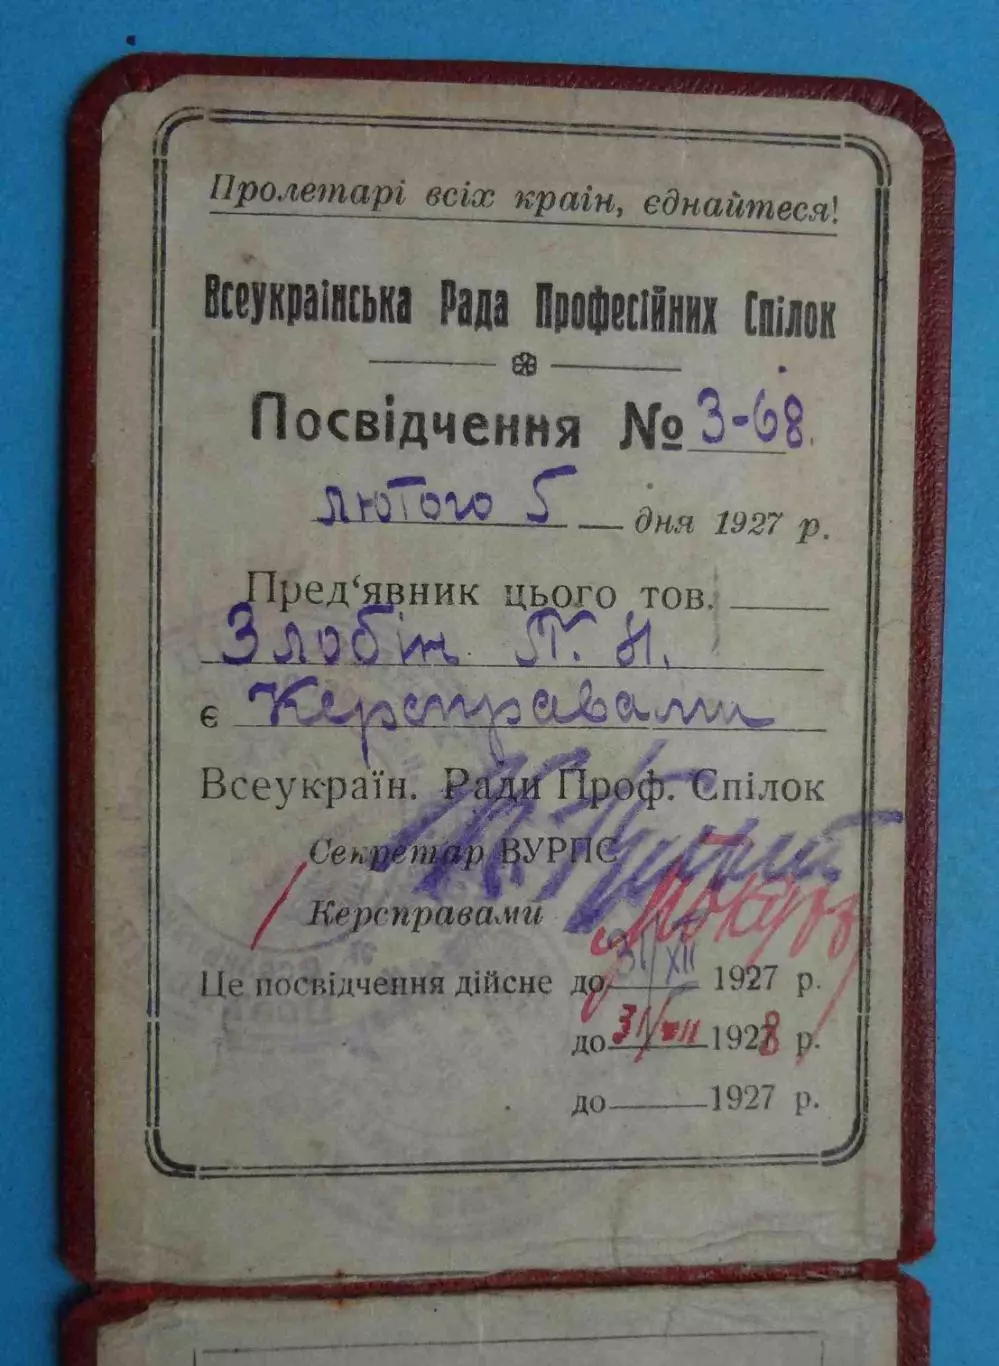 Пролетарі всіх країн, єднайтеся!
Всеукраїнська Рада Професійних Спілок
Посвідчення № 3-68.
лютого 5 — дня 1927 р.
Пред‘явник цього тов.
Злобін П. Н.
є Керсправами
Всеукраїн. Ради Проф. Спілок
Секретар ВУРПС
Керсправами
Це посвідчення дійсне до 31/XII 1927 р.
до 31/XII 1928 р.
до 1927 р.